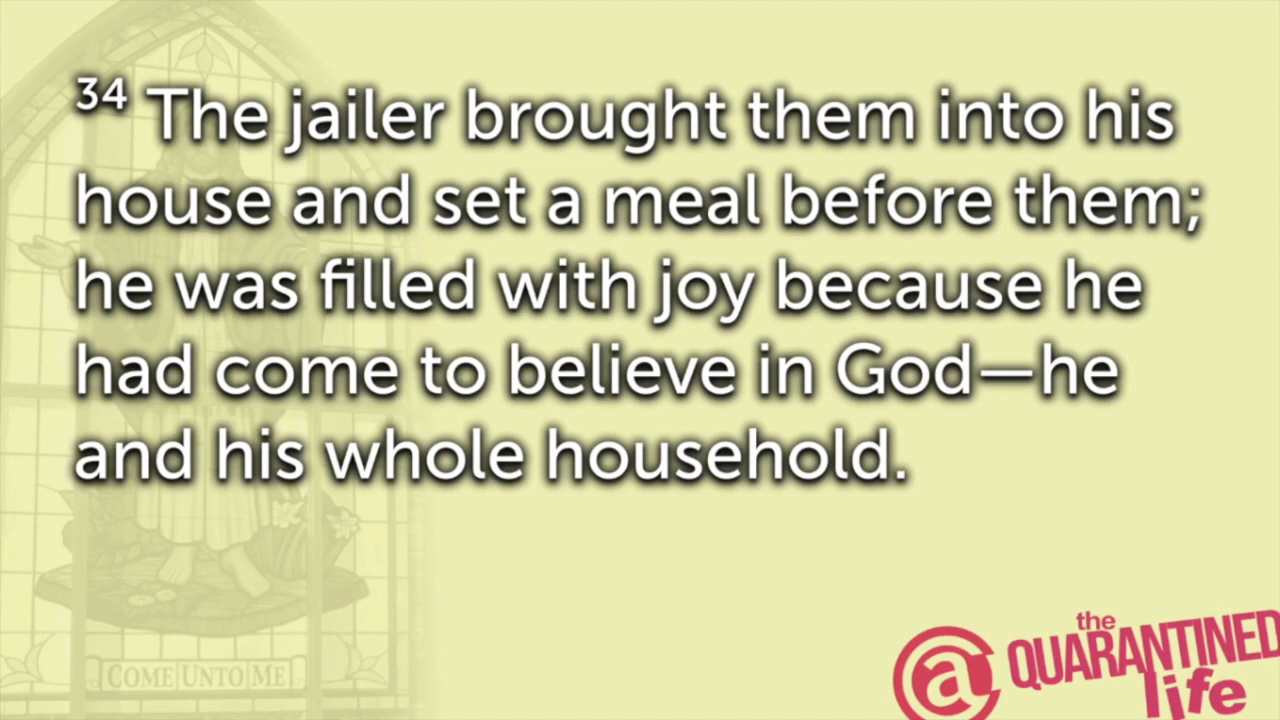 34 The jailer brought them into his
house and set a meal before them;
he was filled with joy because he
had come to believe in God—he
and his whole household.
COME UNTO ME
@ the
QUARANTINED
life